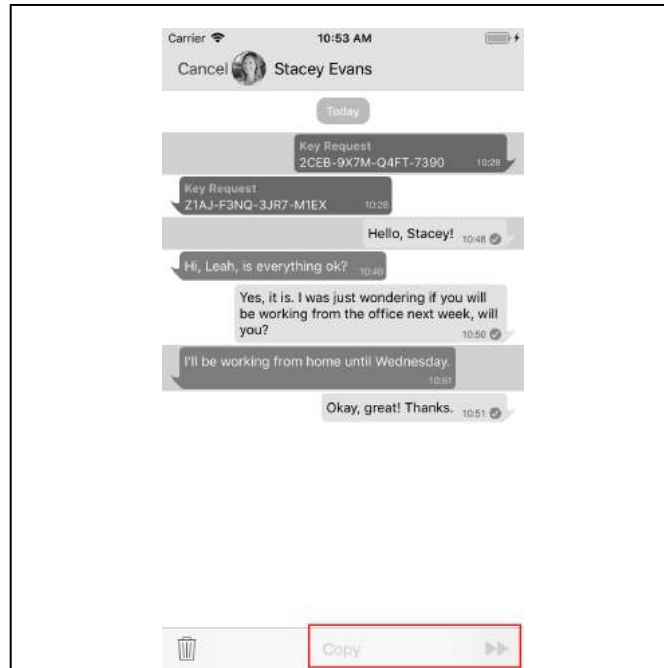 Carrier 10:53 AM
Cancel Stacey Evans
Today
Key Request
2CEB-9X7M-Q4FT-7390 10:28
Key Request
Z1AJ-F3NQ-3JR7-M1EX 10:28
Hello, Stacey! 10:48
Hi, Leah, is everything ok? 10:49
Yes, it is. I was just wondering if you will
be working from the office next week, will
you? 10:50
I'll be working from home until Wednesday.
10:51
Okay, great! Thanks. 10:51
Copy